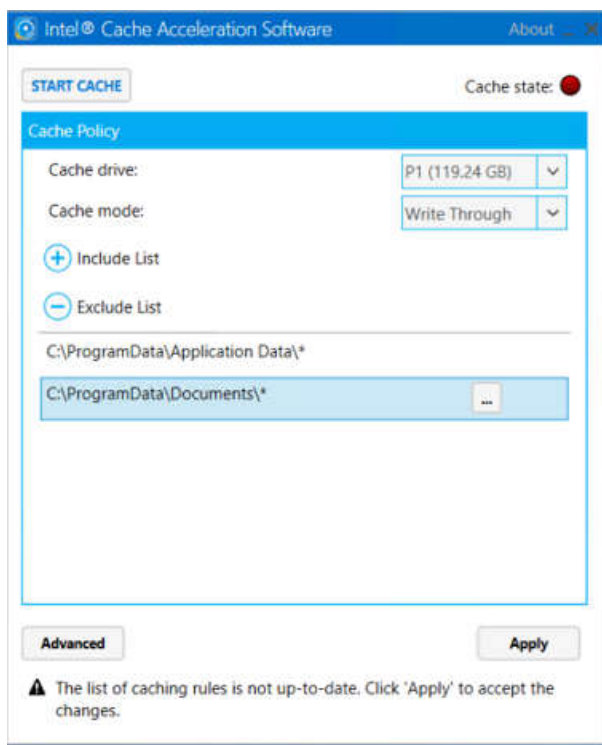 Intel® Cache Acceleration Software About
START CACHE Cache state:
Cache Policy
Cache drive: P1 (119.24 GB)
Cache mode: Write Through
Include List
Exclude List
C:\ProgramData\Application Data\*
C:\ProgramData\Documents\* ...
Advanced Apply
The list of caching rules is not up-to-date. Click 'Apply' to accept the
changes.